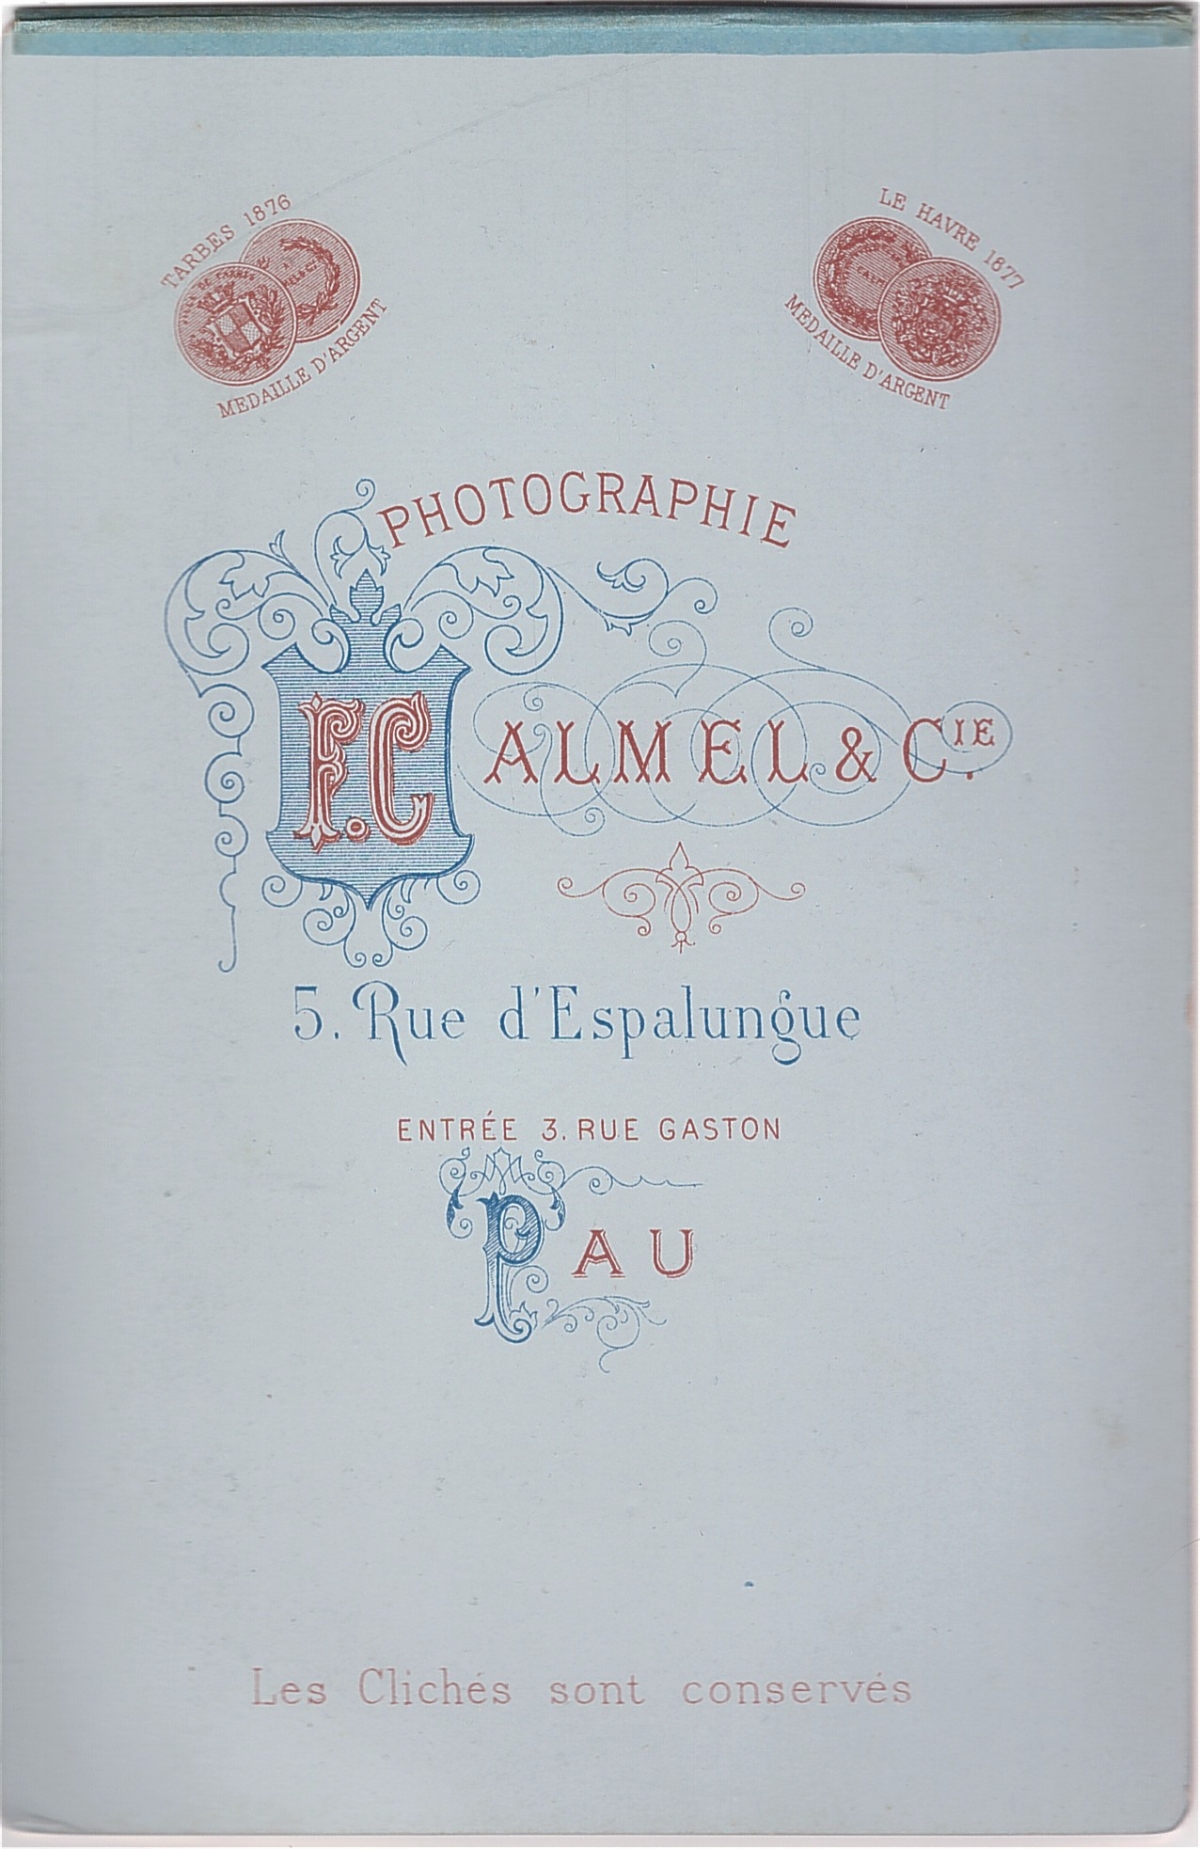 TARBES 1876
MEDAILLE D'ARGENT
LE HAVRE 1877
MEDAILLE D'ARGENT
PHOTOGRAPHIE
F. CALMEL & CIE.
5. Rue d'Espalungue
ENTRÉE 3. RUE GASTON
PAU
Les Clichés sont conservés